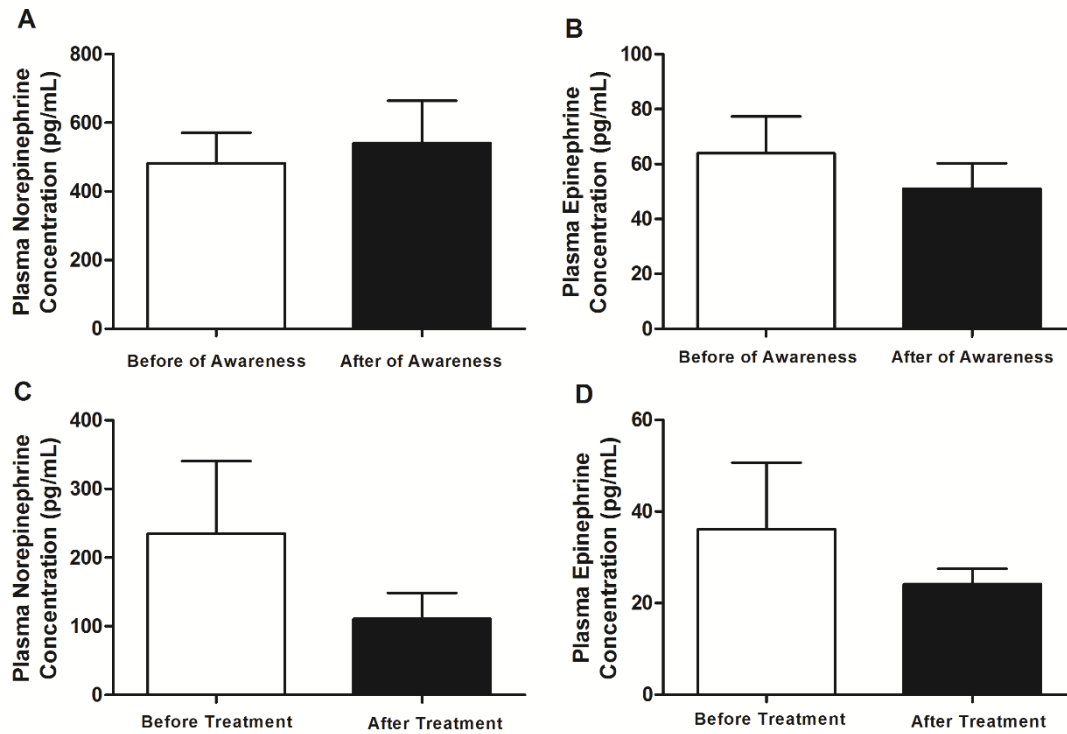 A
Plasma Norepinephrine
Concentration (pg/mL)
800
600
400
200
0
Before of Awareness
After of Awareness
B
Plasma Epinephrine
Concentration (pg/mL)
100
80
60
40
20
0
Before of Awareness
After of Awareness
C
Plasma Norepinephrine
Concentration (pg/mL)
400
300
200
100
0
Before Treatment
After Treatment
D
Plasma Epinephrine
Concentration (pg/mL)
60
40
20
0
Before Treatment
After Treatment